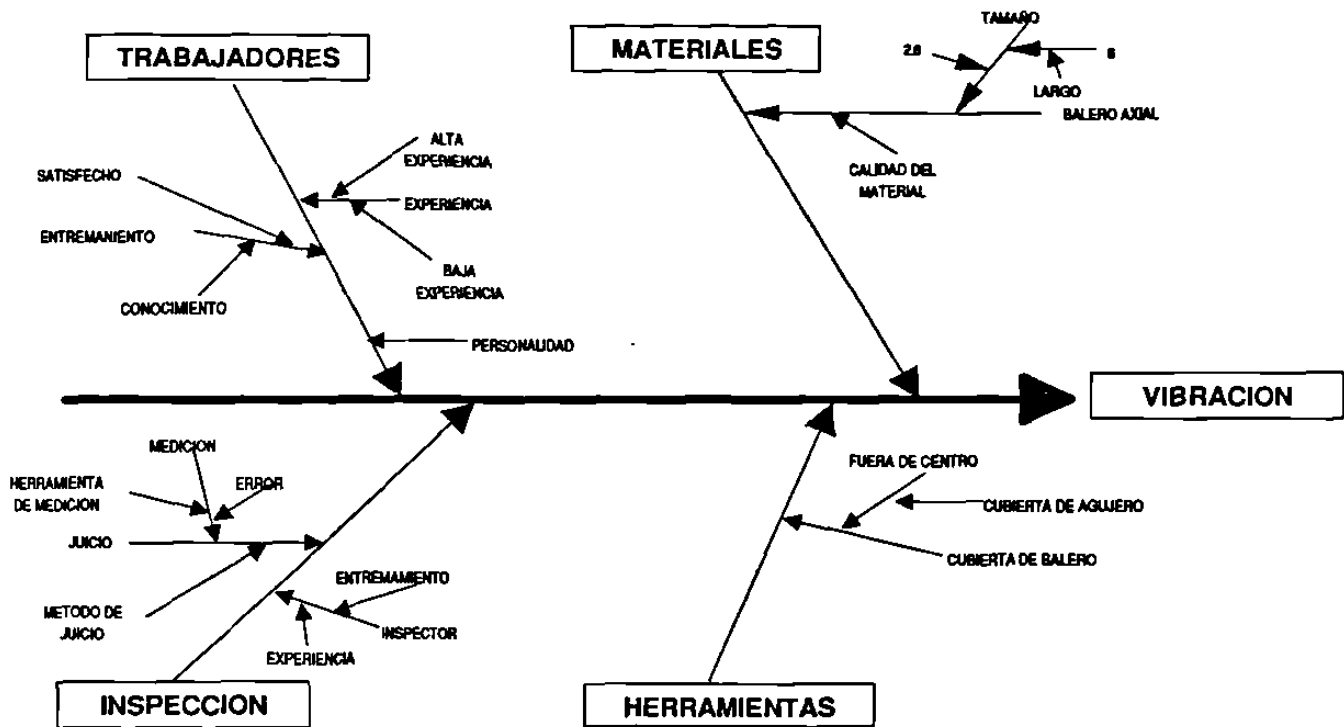 TRABAJADORES
MATERIALES
TAMAÑO
2.6
6
LARGO
BALERO AXIAL
CALIDAD DEL
MATERIAL
ALTA
EXPERIENCIA
SATISFECHO
EXPERIENCIA
ENTREMANIENTO
BAJA
EXPERIENCIA
CONOCIMIENTO
PERSONALIDAD
VIBRACION
MEDICION
HERRAMIENTA
DE MEDICION
ERROR
JUICIO
METODO DE
JUICIO
ENTREMAMIENTO
INSPECTOR
EXPERIENCIA
FUERA DE CENTRO
CUBIERTA DE AGUJERO
CUBIERTA DE BALERO
INSPECCION
HERRAMIENTAS